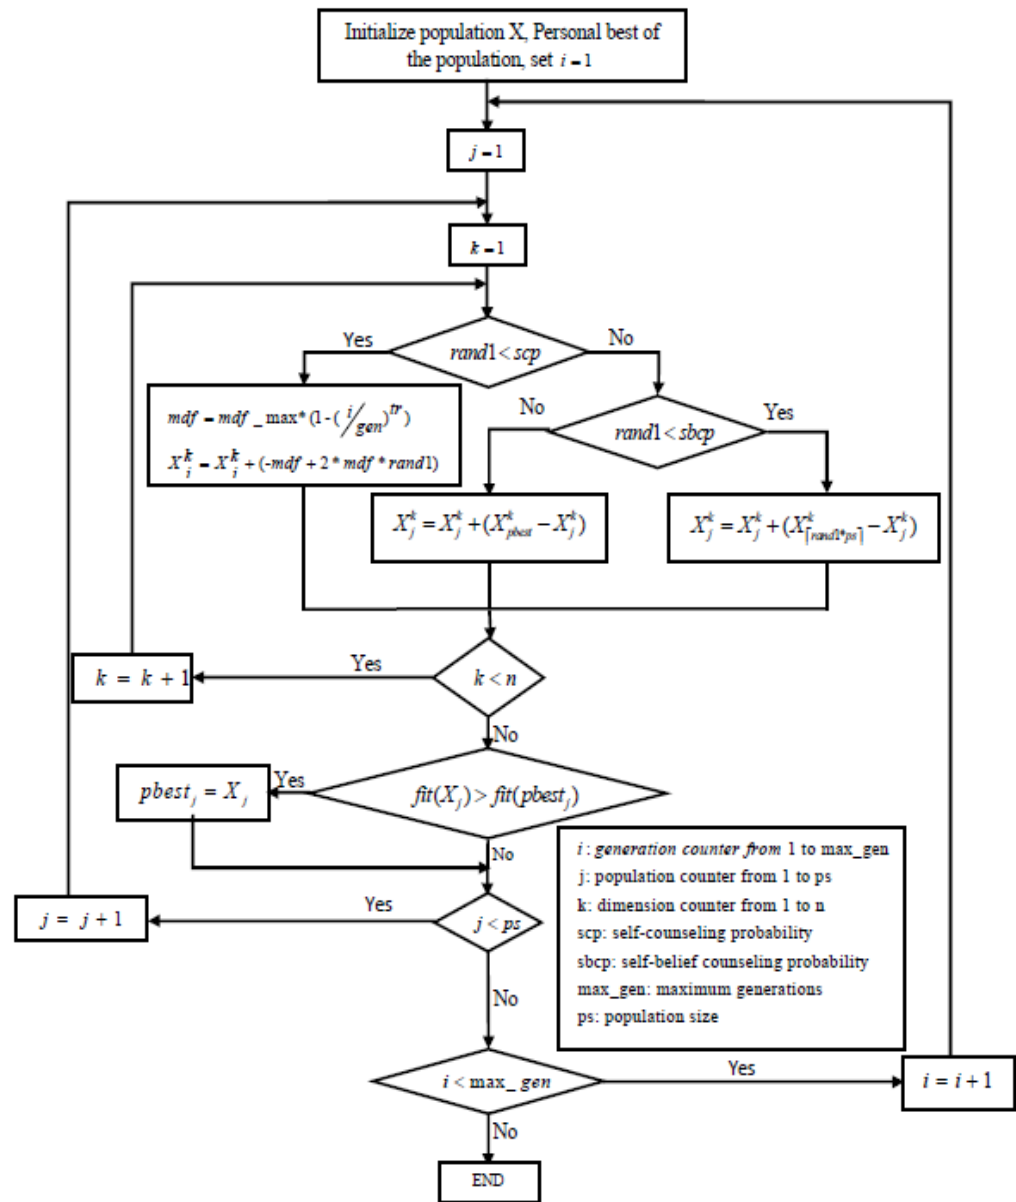 Initialize population X, Personal best of
the population, set i = 1
j = 1
k = 1
Yes
No
rand1 < scp
mdf = mdf _ max* (1 - ( i/gen )^tr )
X_i^k = X_i^k + (-mdf + 2 * mdf * rand1)
No
Yes
rand1 < sbcp
X_j^k = X_j^k + (X_pbest^k − X_j^k)
X_j^k = X_j^k + (X_⌈rand1*ps⌉^k − X_j^k)
Yes
k = k + 1
k < n
No
Yes
pbest_j = X_j
fit(X_j) > fit(pbest_j)
No
i : generation counter from 1 to max_gen
j: population counter from 1 to ps
k: dimension counter from 1 to n
scp: self-counseling probability
sbcp: self-belief counseling probability
max_gen: maximum generations
ps: population size
Yes
j = j + 1
j < ps
No
Yes
i < max_ gen
i = i + 1
No
END